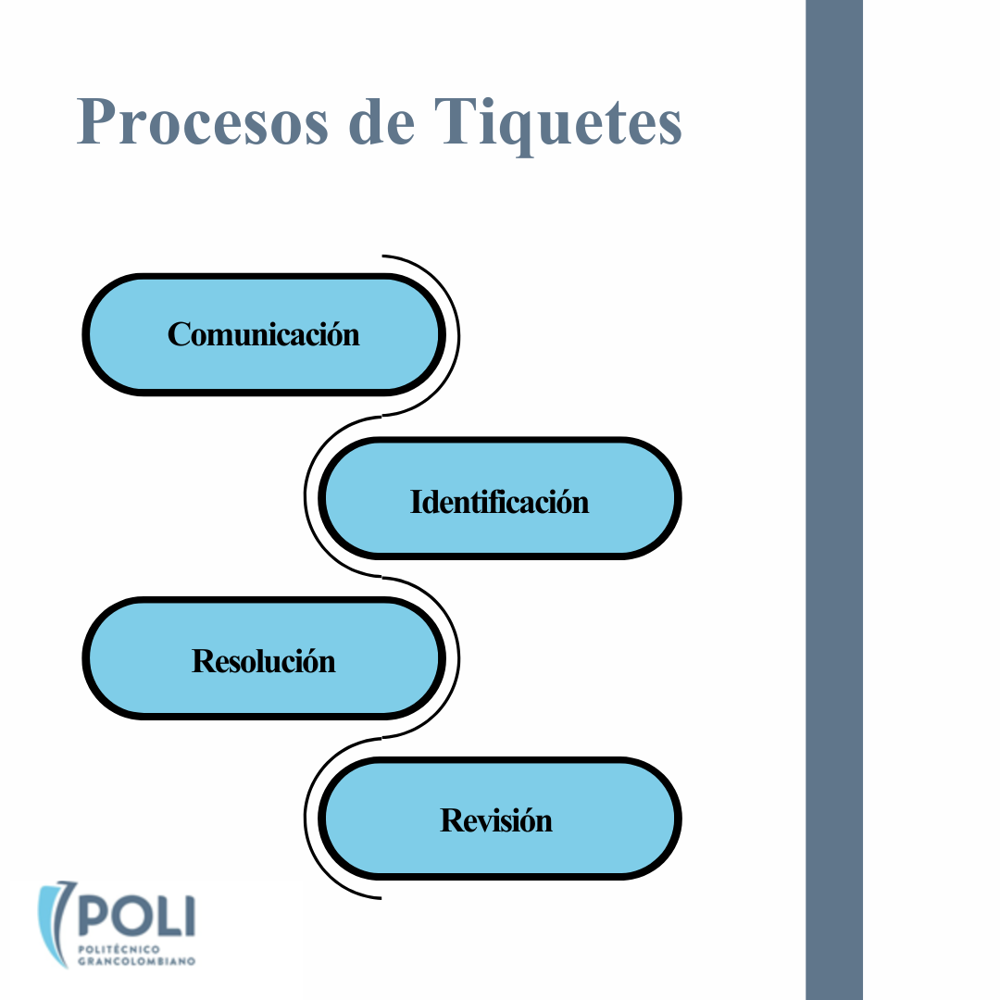 Procesos de Tiquetes
Comunicación
Identificación
Resolución
Revisión
POLI
POLITÉCNICO
GRANCOLOMBIANO